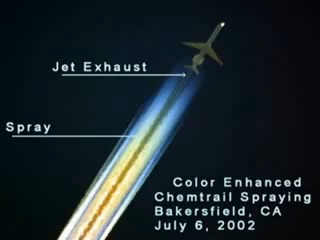 Jet Exhaust
Spray
Color Enhanced
Chemtrail Spraying
Bakersfield, CA
July 6, 2002